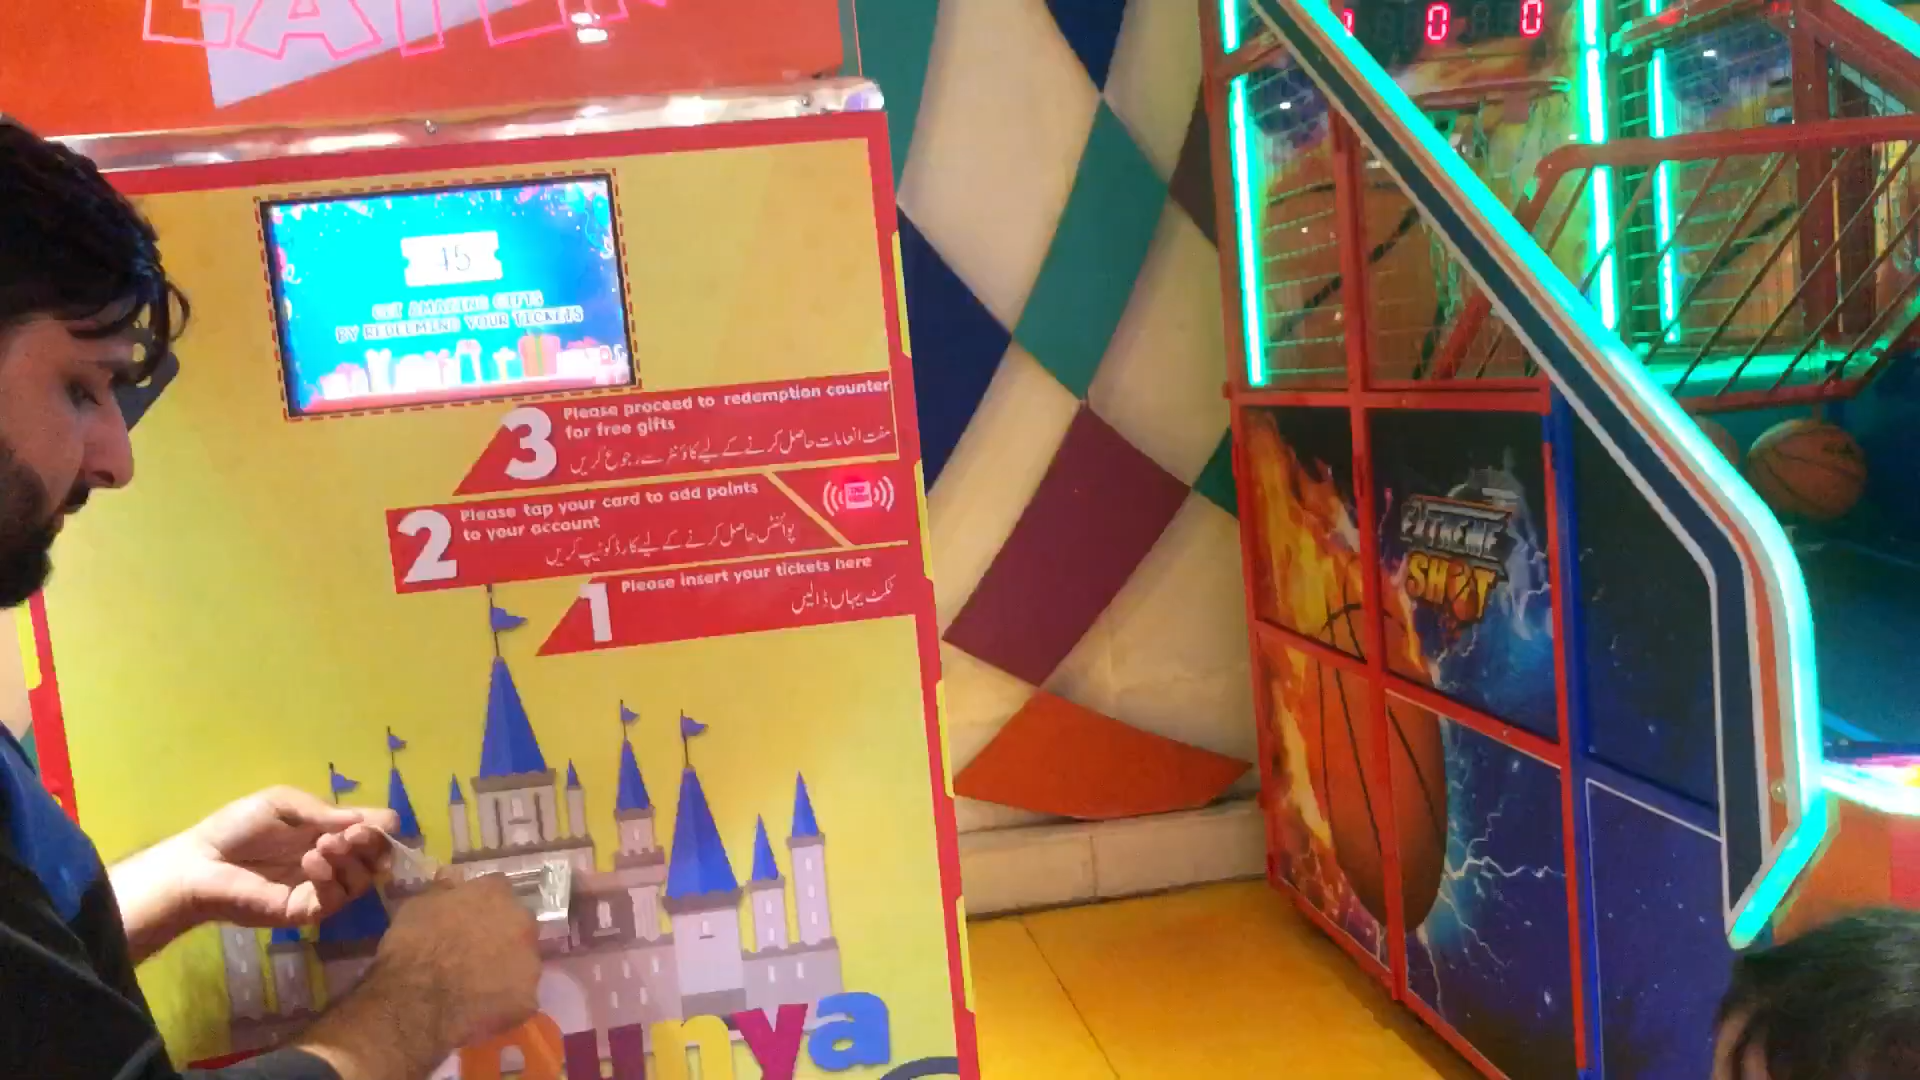 EATER
0 0
45
GET AMAZING GIFTS
BY REDEEMING YOUR TICKETS
3
Please proceed to redemption counter
for free gifts
مفت انعامات حاصل کرنے کے لیے کاؤنٹر سے رجوع کریں
2
Please tap your card to add points
to your account
پوائنٹس حاصل کرنے کے لیے کارڈ کو ٹیپ کریں
1
Please insert your tickets here
ٹکٹ یہاں ڈالیں
EXTREME
SHOT
Dunya